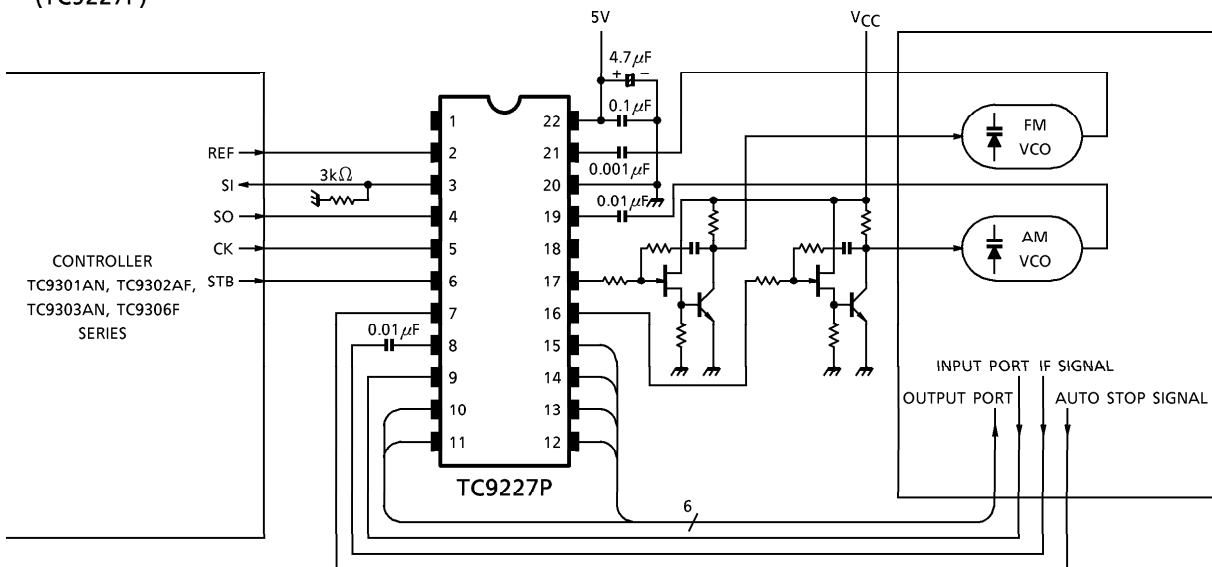 (TC9227P)
5V
VCC
4.7μF
+ −
0.1μF
0.001μF
0.01μF
FM
VCO
AM
VCO
REF
SI
SO
CK
STB
3kΩ
CONTROLLER
TC9301AN, TC9302AF,
TC9303AN, TC9306F
SERIES
0.01μF
1
2
3
4
5
6
7
8
9
10
11
22
21
20
19
18
17
16
15
14
13
12
TC9227P
INPUT PORT IF SIGNAL
OUTPUT PORT AUTO STOP SIGNAL
6